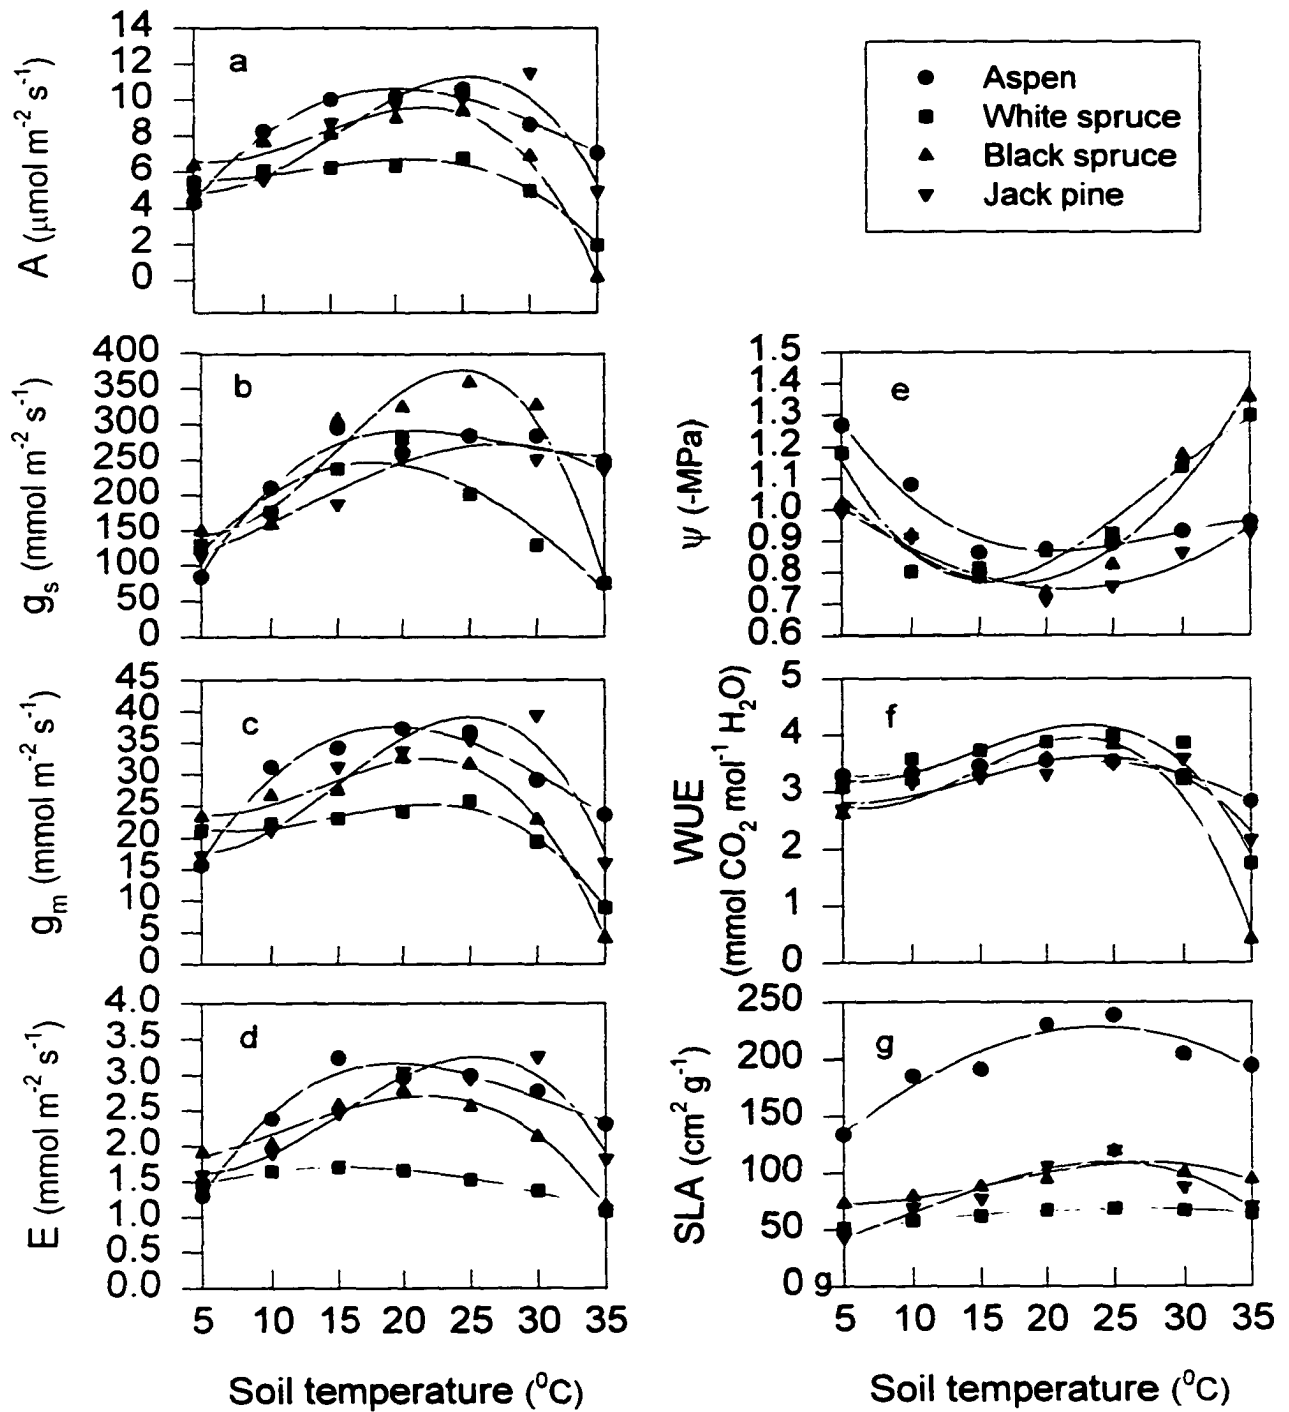 Aspen
White spruce
Black spruce
Jack pine
a
A (μmol m⁻² s⁻¹)
14
12
10
8
6
4
2
0
b
gₛ (mmol m⁻² s⁻¹)
400
350
300
250
200
150
100
50
0
c
gₘ (mmol m⁻² s⁻¹)
45
40
35
30
25
20
15
10
5
0
d
E (mmol m⁻² s⁻¹)
4.0
3.5
3.0
2.5
2.0
1.5
1.0
0.5
0.0
5 10 15 20 25 30 35
Soil temperature (⁰C)
e
ψ (-MPa)
1.5
1.4
1.3
1.2
1.1
1.0
0.9
0.8
0.7
0.6
f
WUE
(mmol CO₂ mol⁻¹ H₂O)
5
4
3
2
1
0
g
SLA (cm² g⁻¹)
250
200
150
100
50
0 g
5 10 15 20 25 30 35
Soil temperature (⁰C)